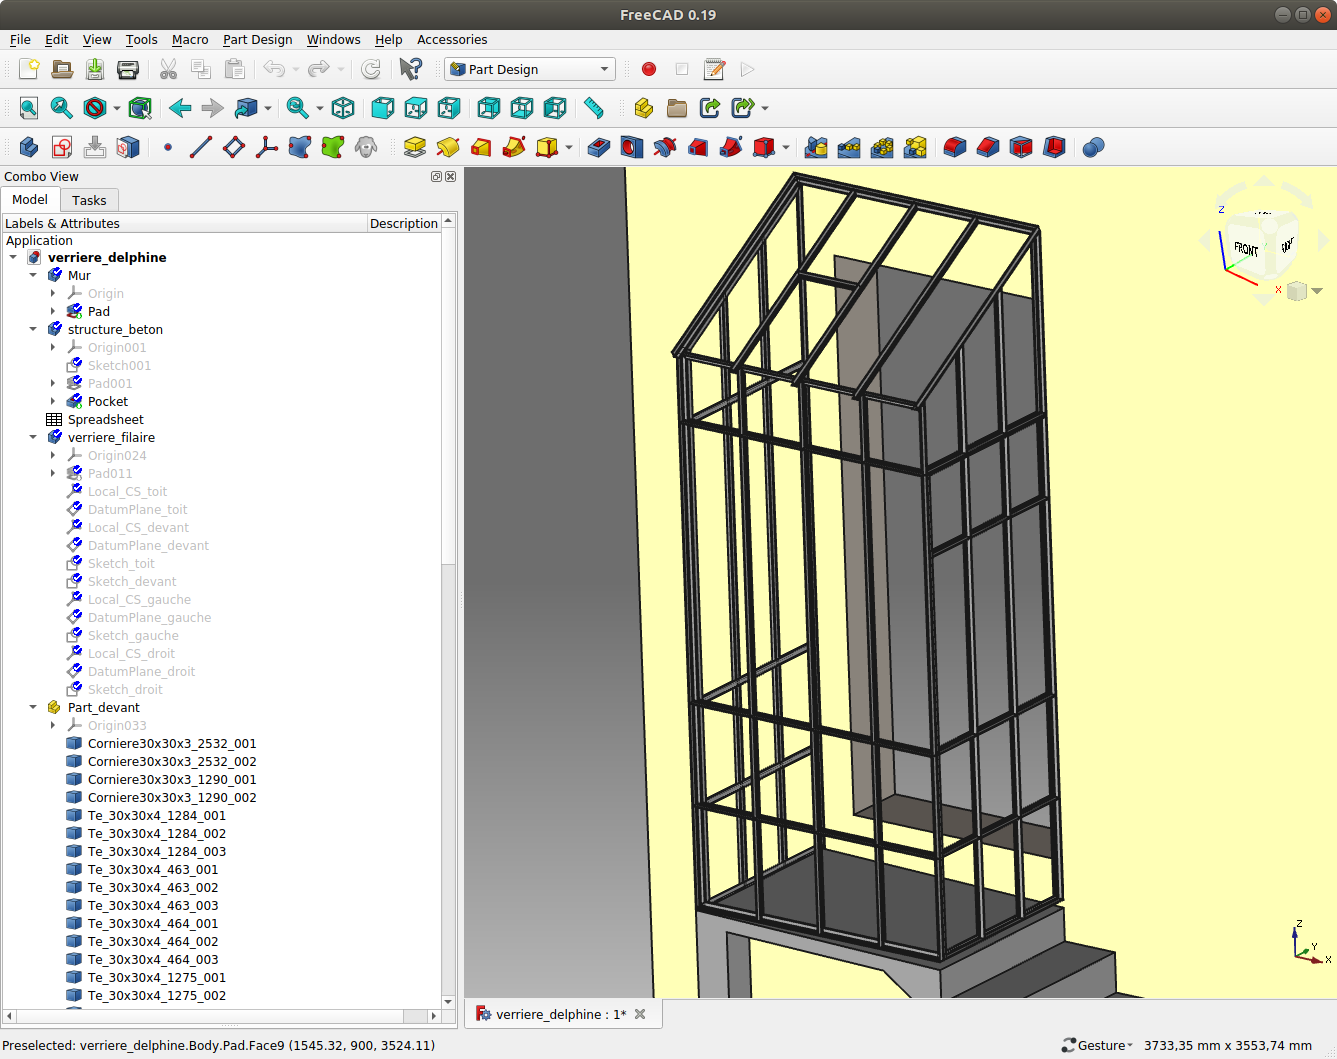 FreeCAD 0.19
File Edit View Tools Macro Part Design Windows Help Accessories
Part Design
Combo View
Model Tasks
Labels & Attributes Description
Application
verriere_delphine
Mur
Origin
Pad
structure_beton
Origin001
Sketch001
Pad001
Pocket
Spreadsheet
verriere_filaire
Origin024
Pad011
Local_CS_toit
DatumPlane_toit
Local_CS_devant
DatumPlane_devant
Sketch_toit
Sketch_devant
Local_CS_gauche
DatumPlane_gauche
Sketch_gauche
Local_CS_droit
DatumPlane_droit
Sketch_droit
Part_devant
Origin033
Corniere30x30x3_2532_001
Corniere30x30x3_2532_002
Corniere30x30x3_1290_001
Corniere30x30x3_1290_002
Te_30x30x4_1284_001
Te_30x30x4_1284_002
Te_30x30x4_1284_003
Te_30x30x4_463_001
Te_30x30x4_463_002
Te_30x30x4_463_003
Te_30x30x4_464_001
Te_30x30x4_464_002
Te_30x30x4_464_003
Te_30x30x4_1275_001
Te_30x30x4_1275_002
Z
FRONT
X
Z
Y
X
verriere_delphine : 1*
Preselected: verriere_delphine.Body.Pad.Face9 (1545.32, 900, 3524.11)
Gesture
3733,35 mm x 3553,74 mm